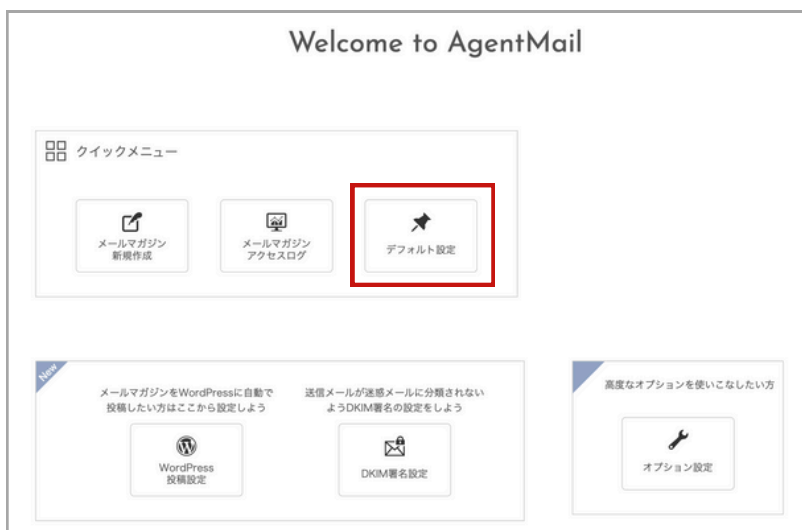 Welcome to AgentMail
クイックメニュー
メールマガジン
新規作成
メールマガジン
アクセスログ
デフォルト設定
New
メールマガジンをWordPressに自動で
投稿したい方はここから設定しよう
WordPress
投稿設定
送信メールが迷惑メールに分類されない
ようDKIM署名の設定をしよう
DKIM署名設定
高度なオプションを使いこなしたい方
オプション設定